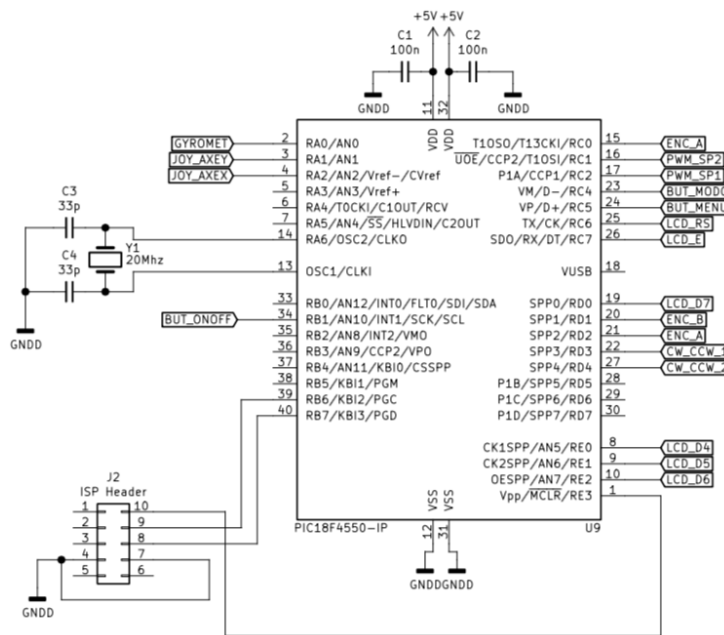 +5V +5V
C1
100n
C2
100n
GNDD
GNDD
11
32
VDD
VDD
GYROMET 2 RA0/AN0
JOY_AXEY 3 RA1/AN1
JOY_AXEX 4 RA2/AN2/Vref-/CVref
5 RA3/AN3/Vref+
6 RA4/T0CKI/C1OUT/RCV
7 RA5/AN4/SS/HLVDIN/C2OUT
14 RA6/OSC2/CLKO
13 OSC1/CLKI
33 RB0/AN12/INT0/FLT0/SDI/SDA
BUT_ONOFF 34 RB1/AN10/INT1/SCK/SCL
35 RB2/AN8/INT2/VMO
36 RB3/AN9/CCP2/VPO
37 RB4/AN11/KBI0/CSSPP
38 RB5/KBI1/PGM
39 RB6/KBI2/PGC
40 RB7/KBI3/PGD
T1OSO/T13CKI/RC0 15 ENC_A
UOE/CCP2/T1OSI/RC1 16 PWM_SP2
P1A/CCP1/RC2 17 PWM_SP1
VM/D-/RC4 23 BUT_MODO
VP/D+/RC5 24 BUT_MENU
TX/CK/RC6 25 LCD_RS
SDO/RX/DT/RC7 26 LCD_E
VUSB 18
SPP0/RD0 19 LCD_D7
SPP1/RD1 20 ENC_B
SPP2/RD2 21 ENC_A
SPP3/RD3 22 CW_CCW_1
SPP4/RD4 27 CW_CCW_2
P1B/SPP5/RD5 28
P1C/SPP6/RD6 29
P1D/SPP7/RD7 30
CK1SPP/AN5/RE0 8 LCD_D4
CK2SPP/AN6/RE1 9 LCD_D5
OESPP/AN7/RE2 10 LCD_D6
Vpp/MCLR/RE3 1
C3
33p
C4
33p
Y1
20Mhz
GNDD
J2
ISP Header
1 10
2 9
3 8
4 7
5 6
GNDD
VSS
VSS
PIC18F4550-IP
U9
12
31
GNDD GNDD